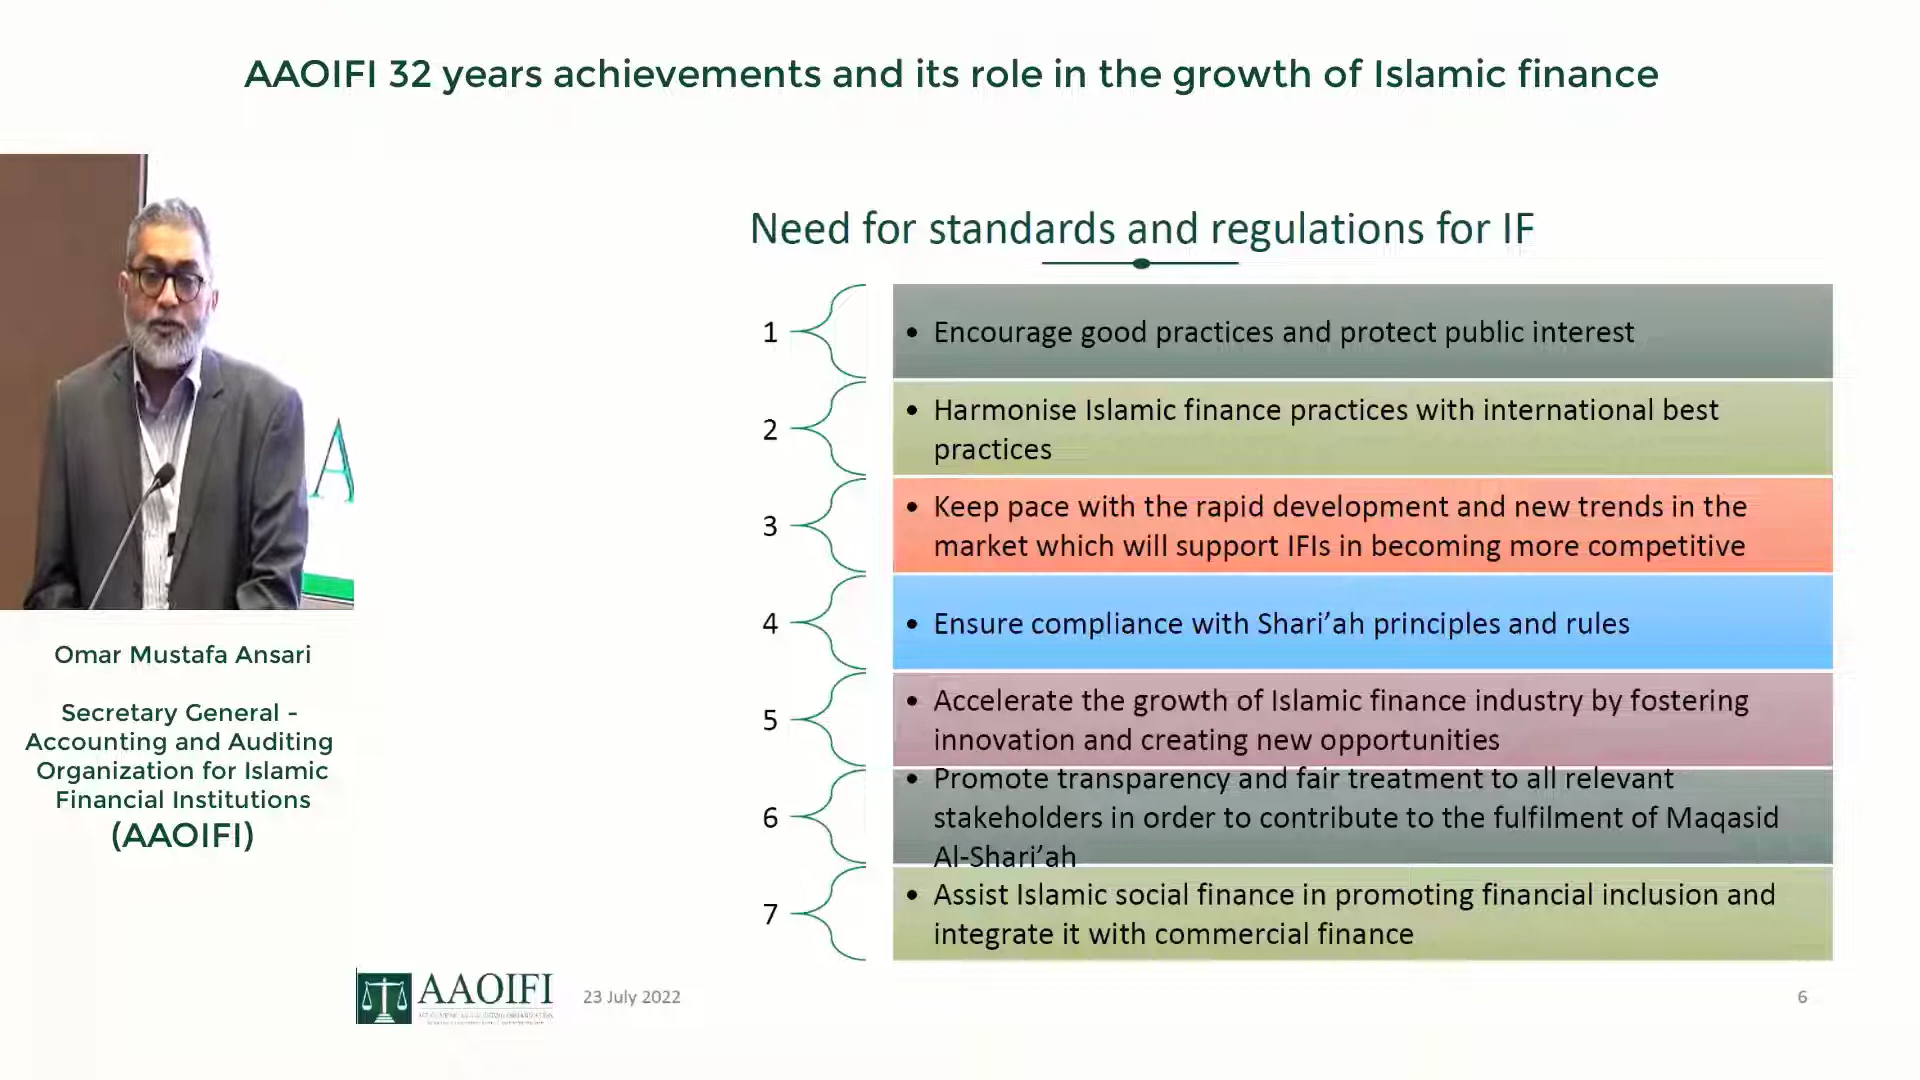 AAOIFI 32 years achievements and its role in the growth of Islamic finance
A
Omar Mustafa Ansari
Secretary General -
Accounting and Auditing
Organization for Islamic
Financial Institutions
(AAOIFI)
Need for standards and regulations for IF
1
• Encourage good practices and protect public interest
2
• Harmonise Islamic finance practices with international best
practices
3
• Keep pace with the rapid development and new trends in the
market which will support IFIs in becoming more competitive
4
• Ensure compliance with Shari’ah principles and rules
5
• Accelerate the growth of Islamic finance industry by fostering
innovation and creating new opportunities
6
• Promote transparency and fair treatment to all relevant
stakeholders in order to contribute to the fulfilment of Maqasid
Al-Shari’ah
7
• Assist Islamic social finance in promoting financial inclusion and
integrate it with commercial finance
AAOIFI
23 July 2022
6